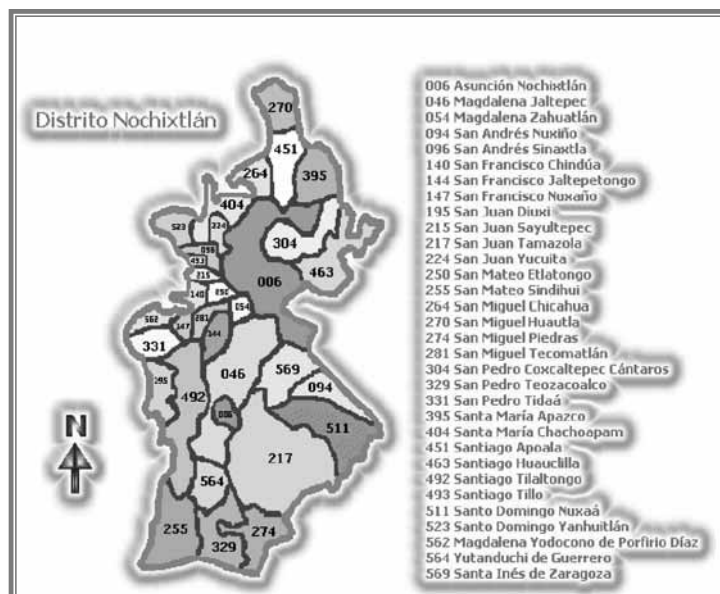 Distrito Nochixtlán
270
451
264
395
404
523
224
096
304
493
463
215
006
140
250
054
562
281
147
144
331
046
569
195
492
094
006
511
217
564
255
274
329
N
006 Asunción Nochixtlán
046 Magdalena Jaltepec
054 Magdalena Zahuatlán
094 San Andrés Nuxiño
096 San Andrés Sinaxtla
140 San Francisco Chindúa
144 San Francisco Jaltepetongo
147 San Francisco Nuxaño
195 San Juan Diuxi
215 San Juan Sayultepec
217 San Juan Tamazola
224 San Juan Yucuita
250 San Mateo Etlatongo
255 San Mateo Sindihui
264 San Miguel Chicahua
270 San Miguel Huautla
274 San Miguel Piedras
281 San Miguel Tecomatlán
304 San Pedro Coxcaltepec Cántaros
329 San Pedro Teozacoalco
331 San Pedro Tidaá
395 Santa María Apazco
404 Santa María Chachoapam
451 Santiago Apoala
463 Santiago Huauclilla
492 Santiago Tilaltongo
493 Santiago Tillo
511 Santo Domingo Nuxaá
523 Santo Domingo Yanhuitlán
562 Magdalena Yodocono de Porfirio Díaz
564 Yutanduchi de Guerrero
569 Santa Inés de Zaragoza